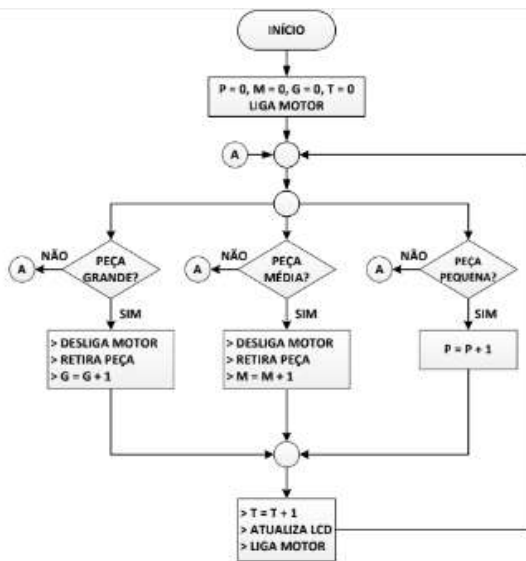 INÍCIO
P = 0, M = 0, G = 0, T = 0
LIGA MOTOR
A
A
NÃO
PEÇA
GRANDE?
SIM
A
NÃO
PEÇA
MÉDIA?
SIM
A
NÃO
PEÇA
PEQUENA?
SIM
> DESLIGA MOTOR
> RETIRA PEÇA
> G = G + 1
> DESLIGA MOTOR
> RETIRA PEÇA
> M = M + 1
P = P + 1
> T = T + 1
> ATUALIZA LCD
> LIGA MOTOR